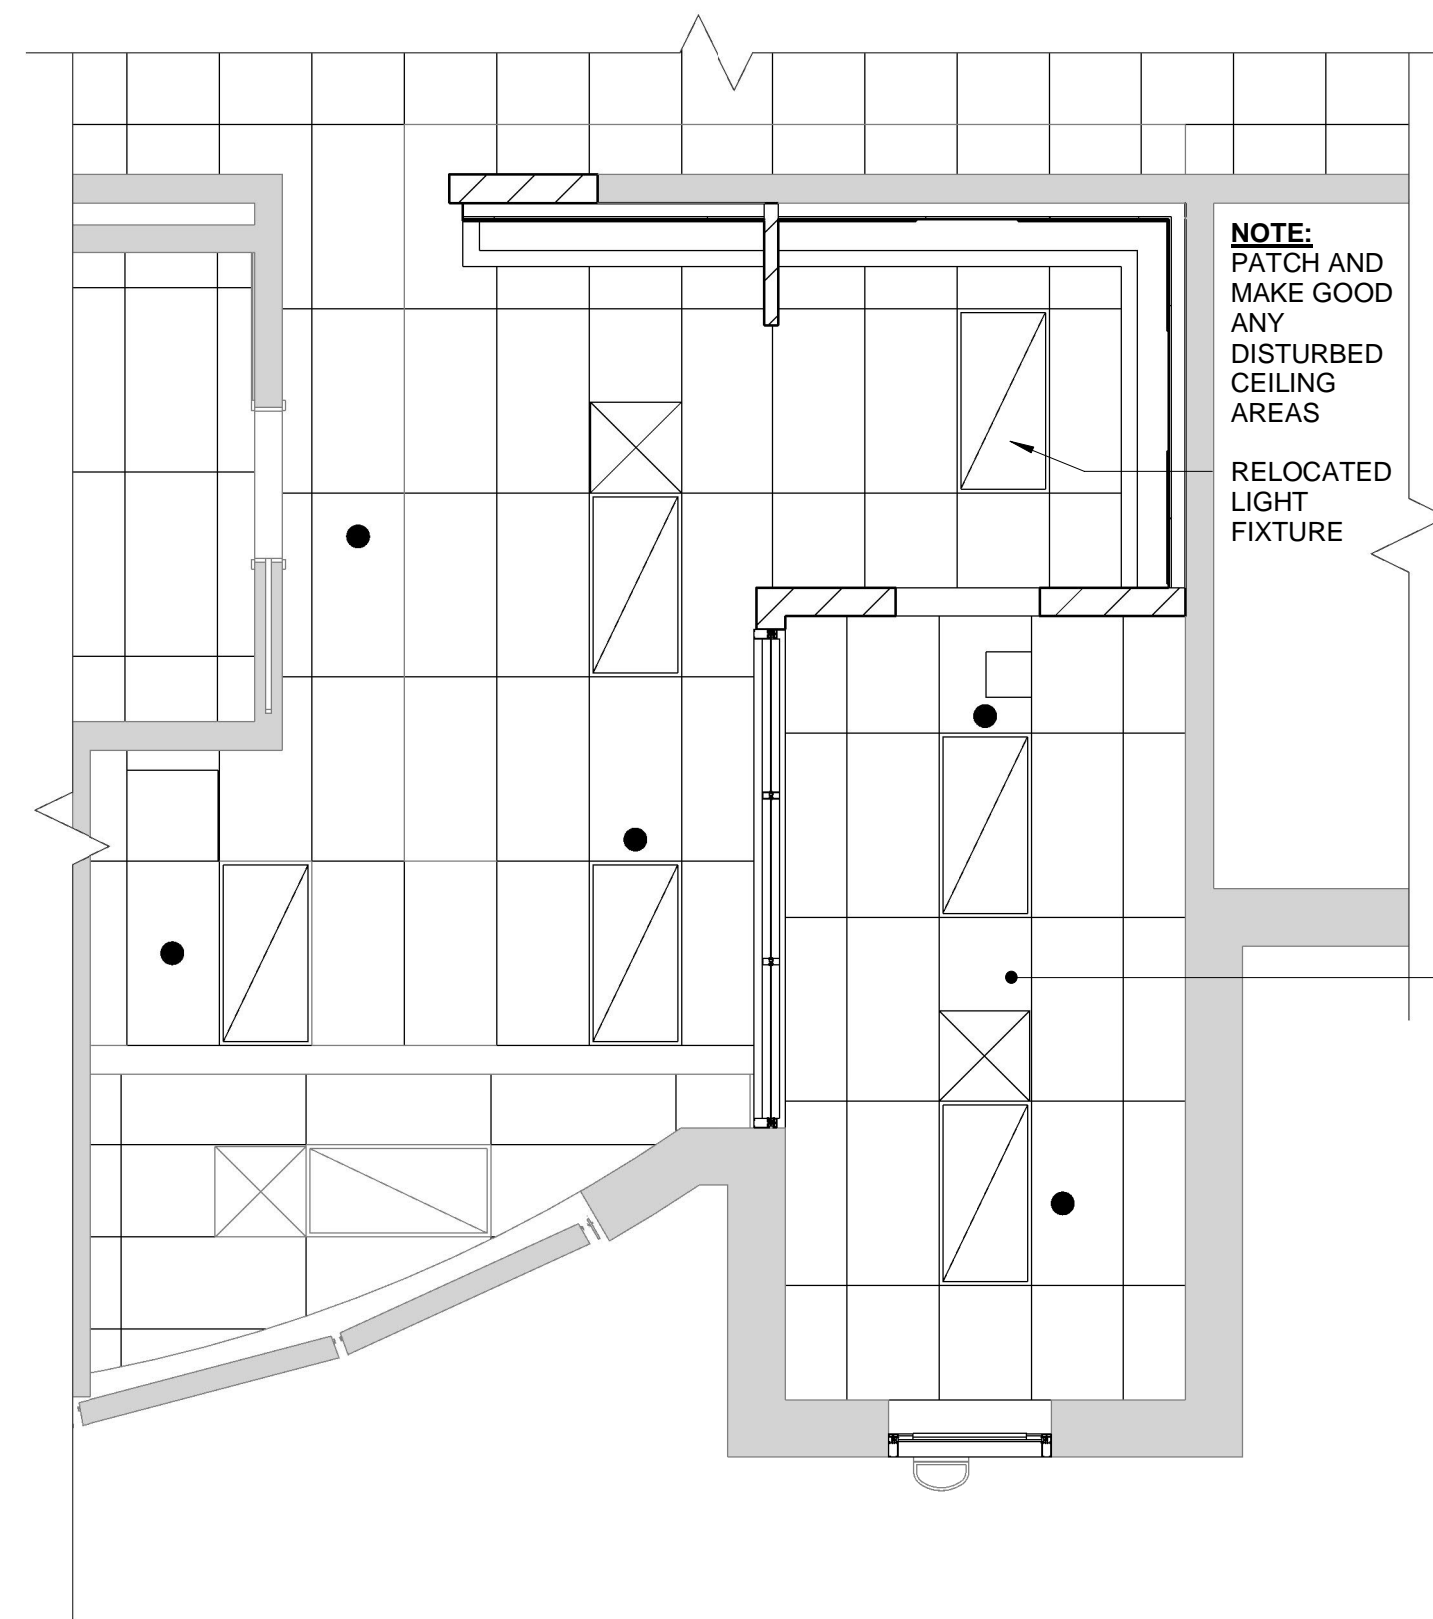 NOTE:
PATCH AND
MAKE GOOD
ANY
DISTURBED
CEILING
AREAS
RELOCATED
LIGHT
FIXTURE